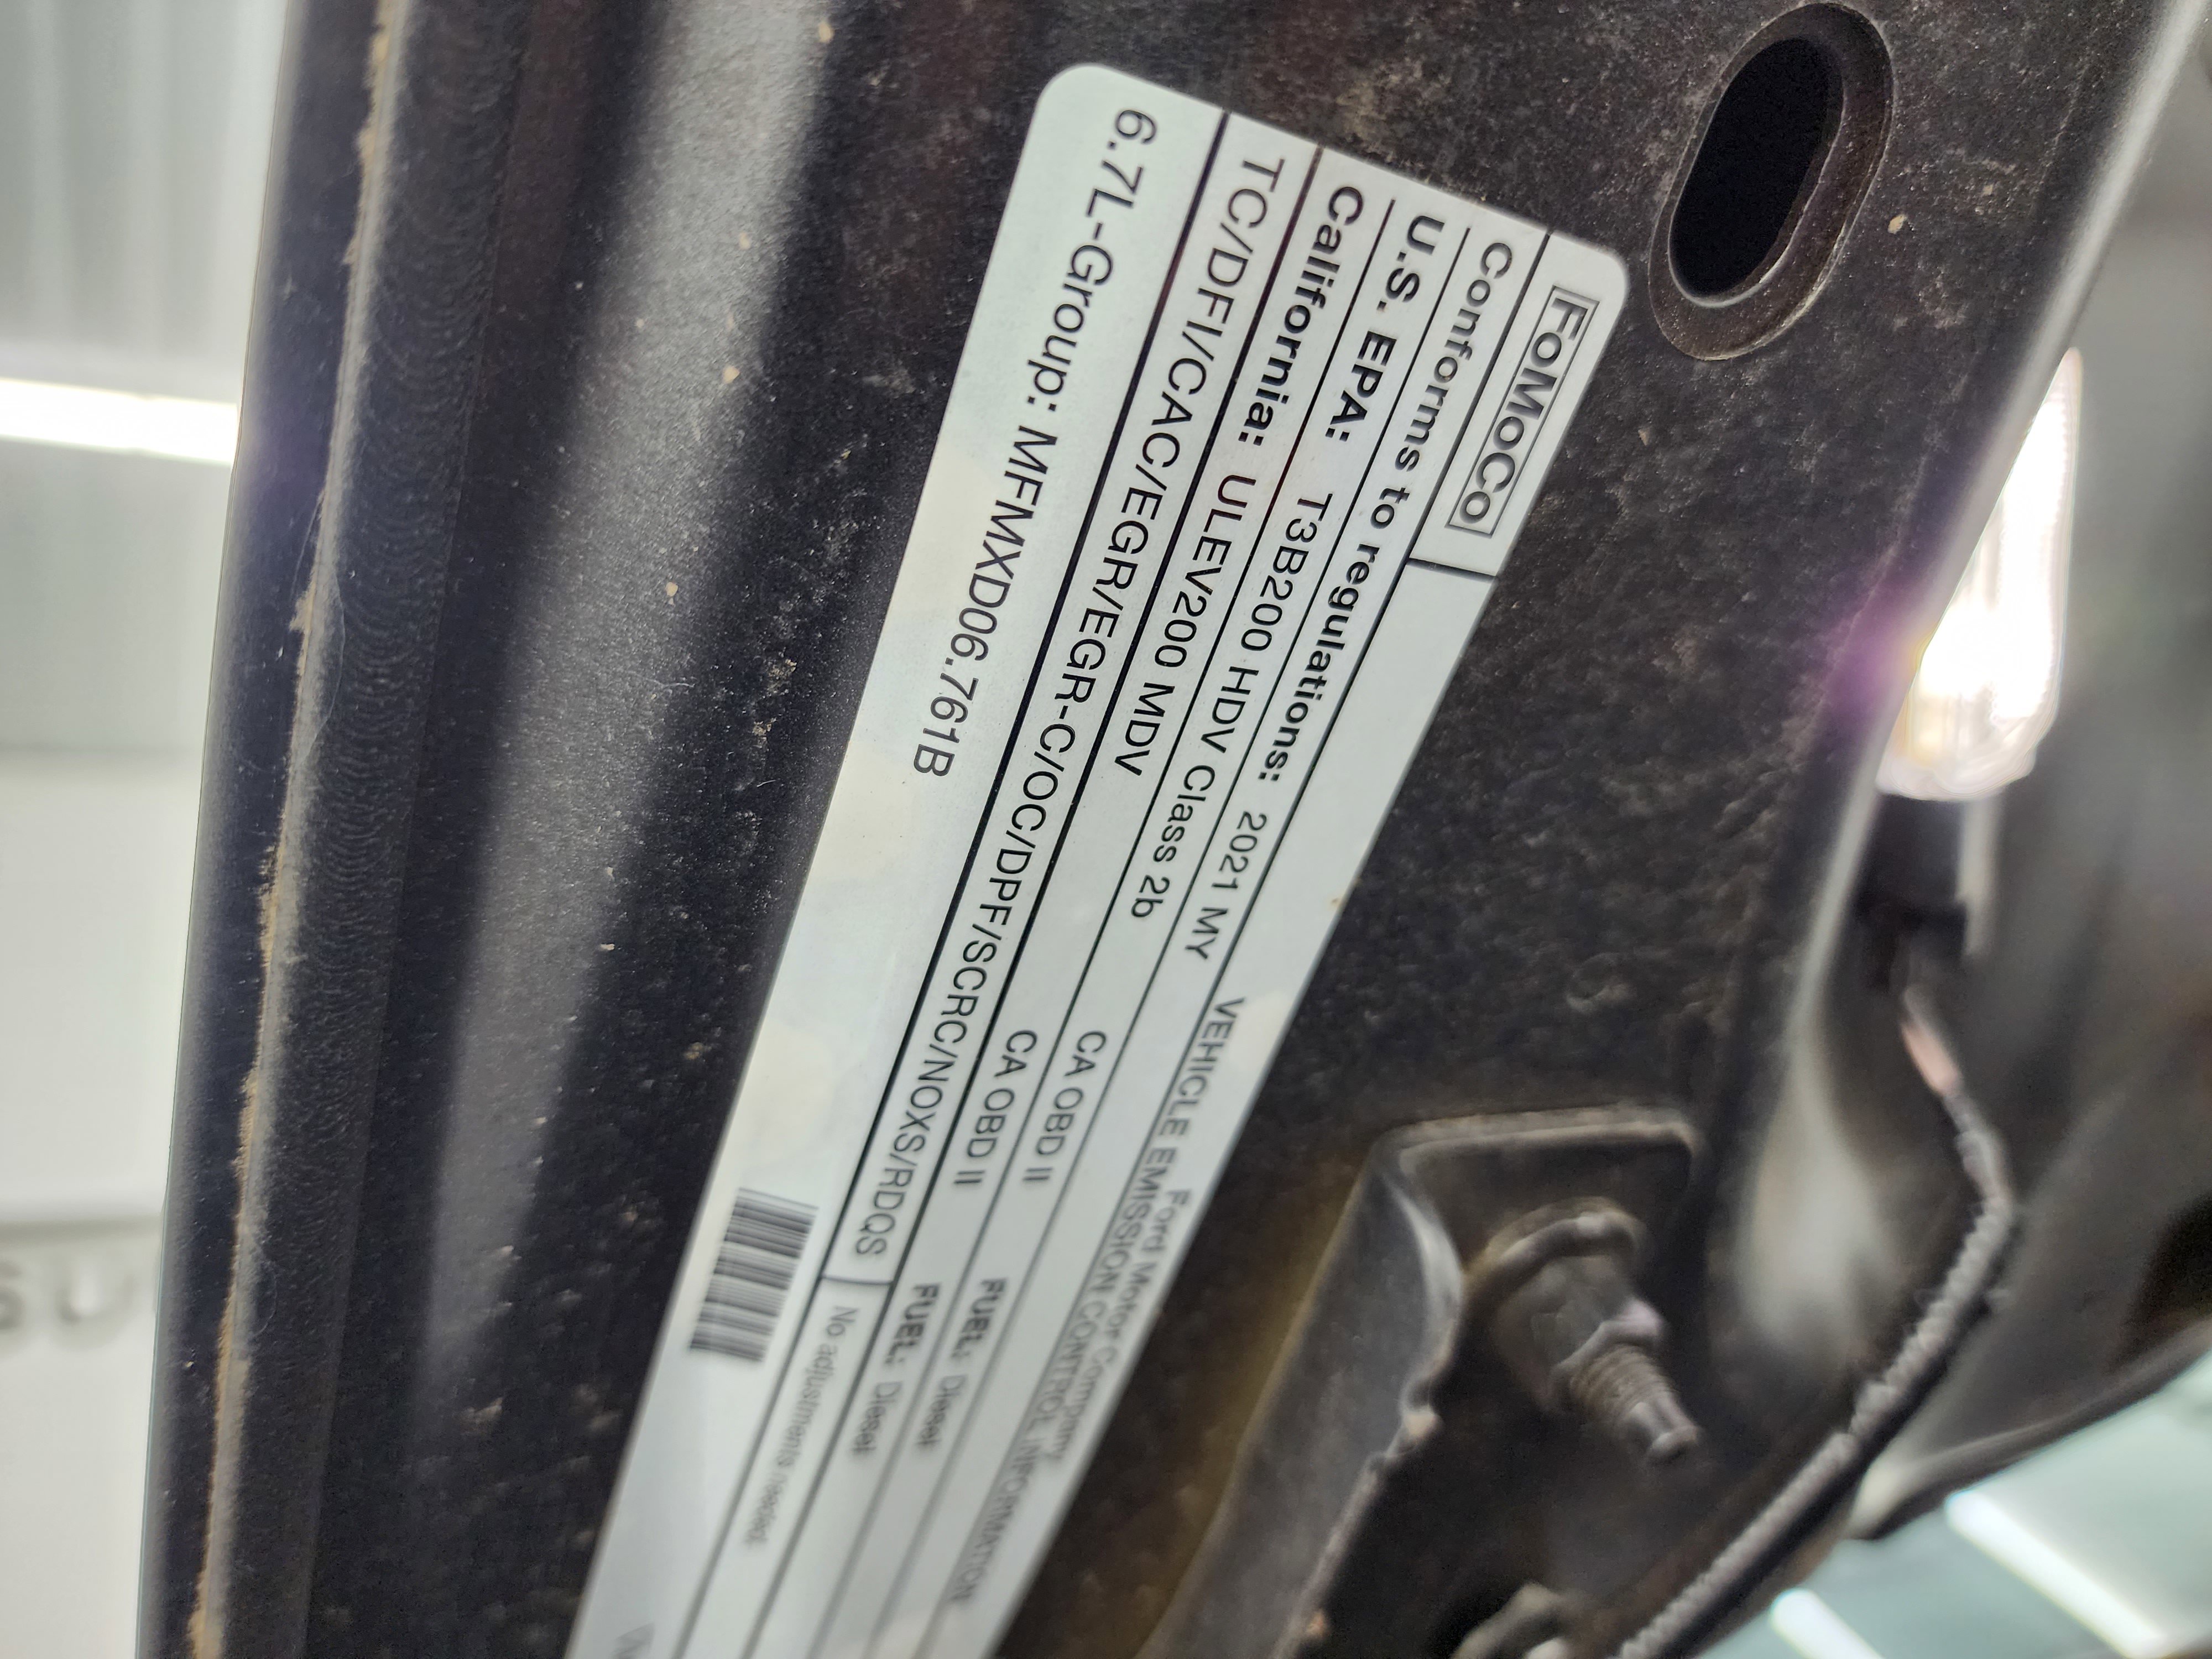 FoMoCo
Ford Motor Company
VEHICLE EMISSION CONTROL INFORMATION
Conforms to regulations: 2021 MY
U.S. EPA: T3B200 HDV Class 2b CA OBD II FUEL: Diesel
California: ULEV200 MDV CA OBD II FUEL: Diesel
TC/DFI/CAC/EGR/EGR-C/OC/DPF/SCRC/NOXS/RDQS No adjustments needed
6.7L-Group: MFMXD06.761B
SU